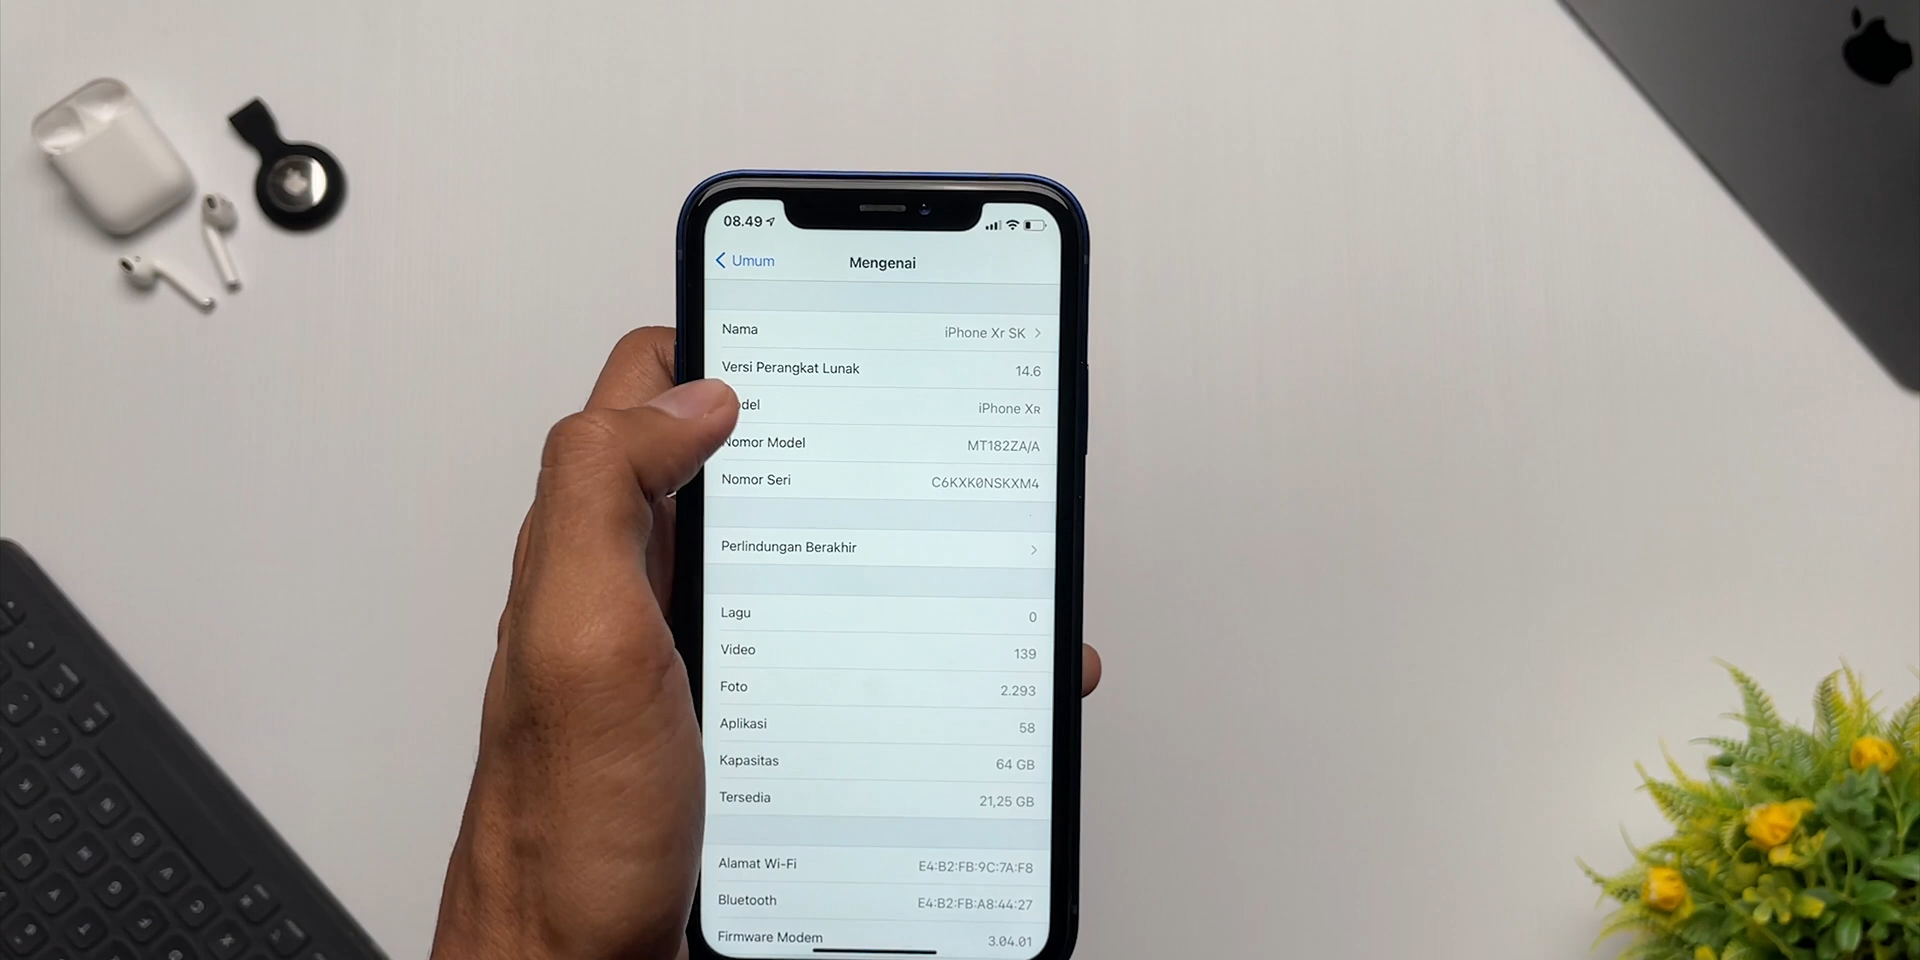 08.49
Umum
Mengenai
Nama iPhone Xʀ SK
Versi Perangkat Lunak 14.6
odel iPhone Xʀ
Nomor Model MT182ZA/A
Nomor Seri C6KXK0NSKXM4
Perlindungan Berakhir
Lagu 0
Video 139
Foto 2.293
Aplikasi 58
Kapasitas 64 GB
Tersedia 21,25 GB
Alamat Wi-Fi E4:B2:FB:9C:7A:F8
Bluetooth E4:B2:FB:A8:44:27
Firmware Modem 3.04.01